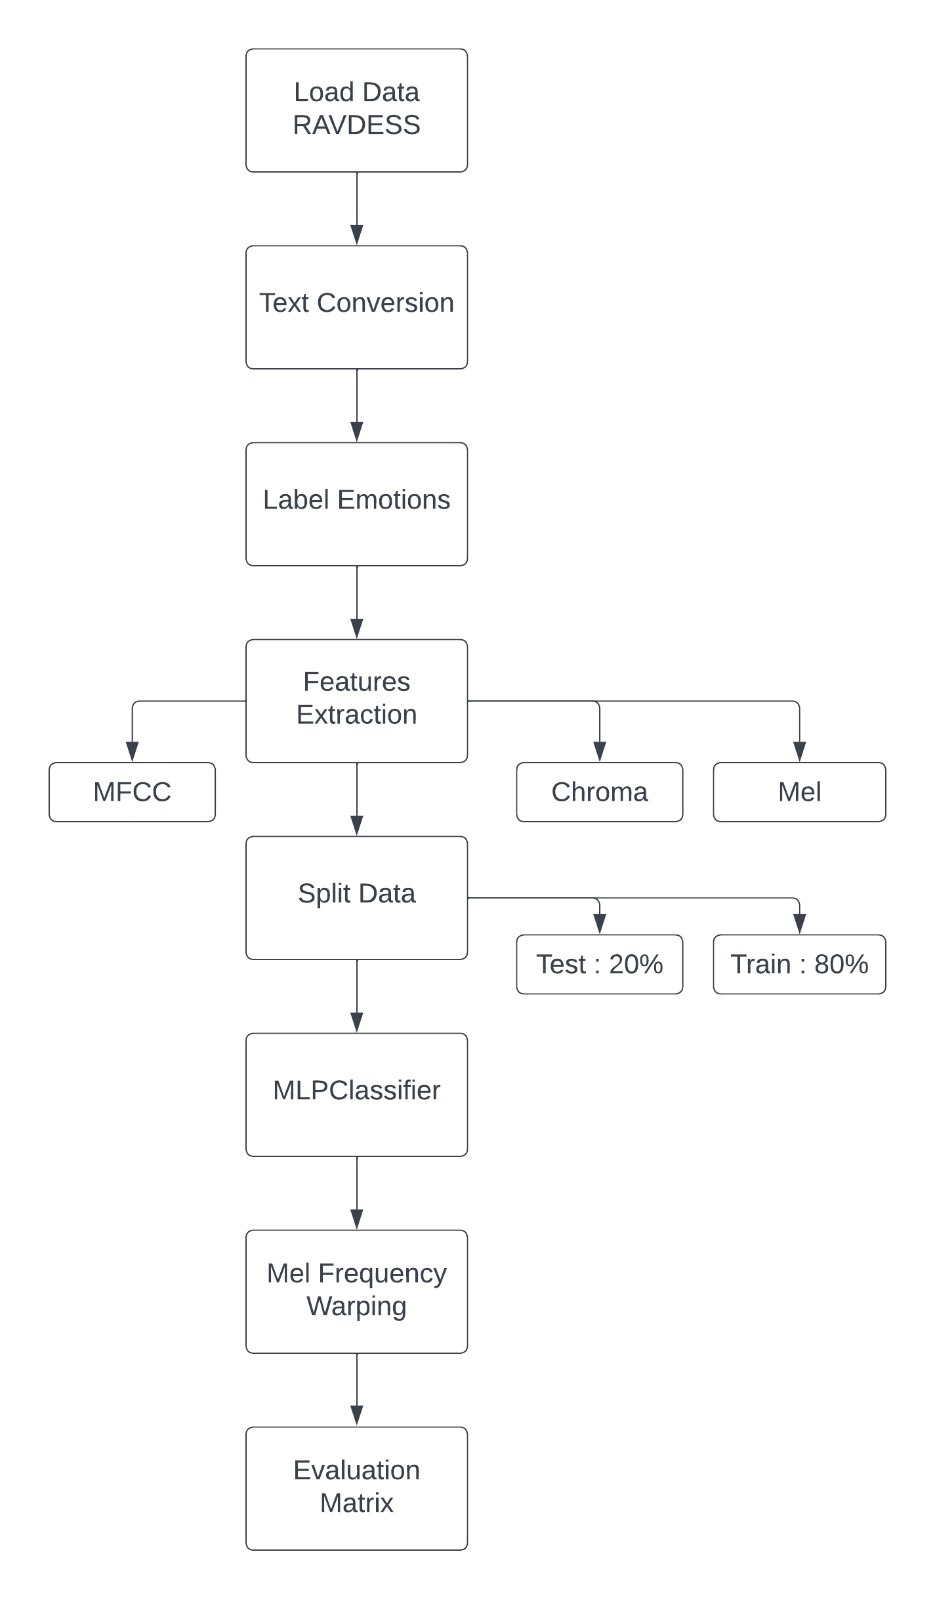 Load Data
RAVDESS
Text Conversion
Label Emotions
Features
Extraction
MFCC
Chroma
Mel
Split Data
Test : 20%
Train : 80%
MLPClassifier
Mel Frequency
Warping
Evaluation
Matrix